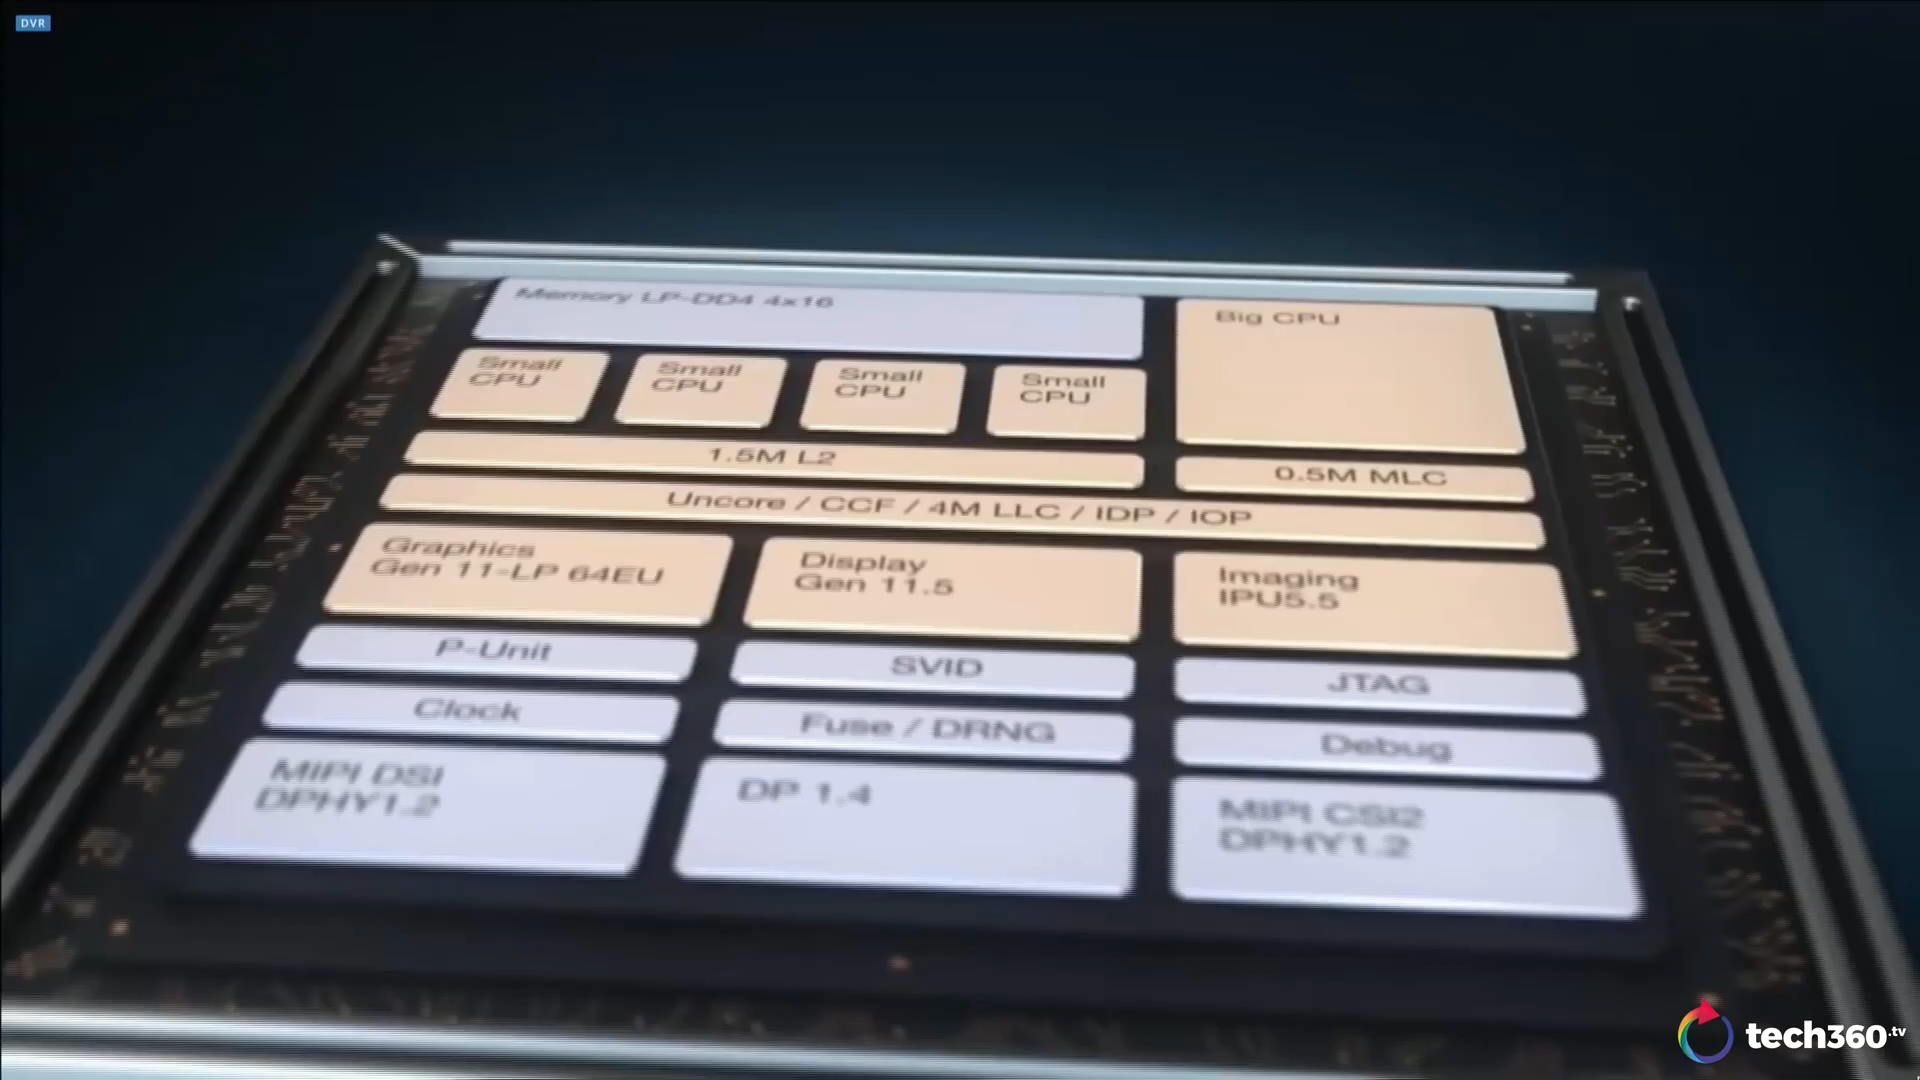 DVR
Memory LP-DD4 4x16
Big CPU
Small
CPU
Small
CPU
Small
CPU
Small
CPU
1.5M L2
0.5M MLC
Uncore / CCF / 4M LLC / IDP / IOP
Graphics
Gen 11-LP 64EU
Display
Gen 11.5
Imaging
IPU5.5
P-Unit
SVID
JTAG
Clock
Fuse / DRNG
Debug
MIPI DSI
DPHY1.2
DP 1.4
MIPI CSI2
DPHY1.2
tech360.tv